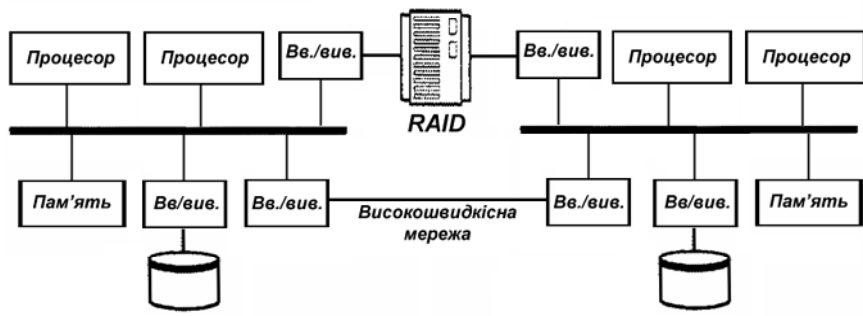 Процесор
Процесор
Вв./вив.
Вв./вив.
Процесор
Процесор
RAID
Пам’ять
Вв/вив.
Вв./вив.
Високошвидкісна
мережа
Вв./вив.
Вв/вив.
Пам’ять